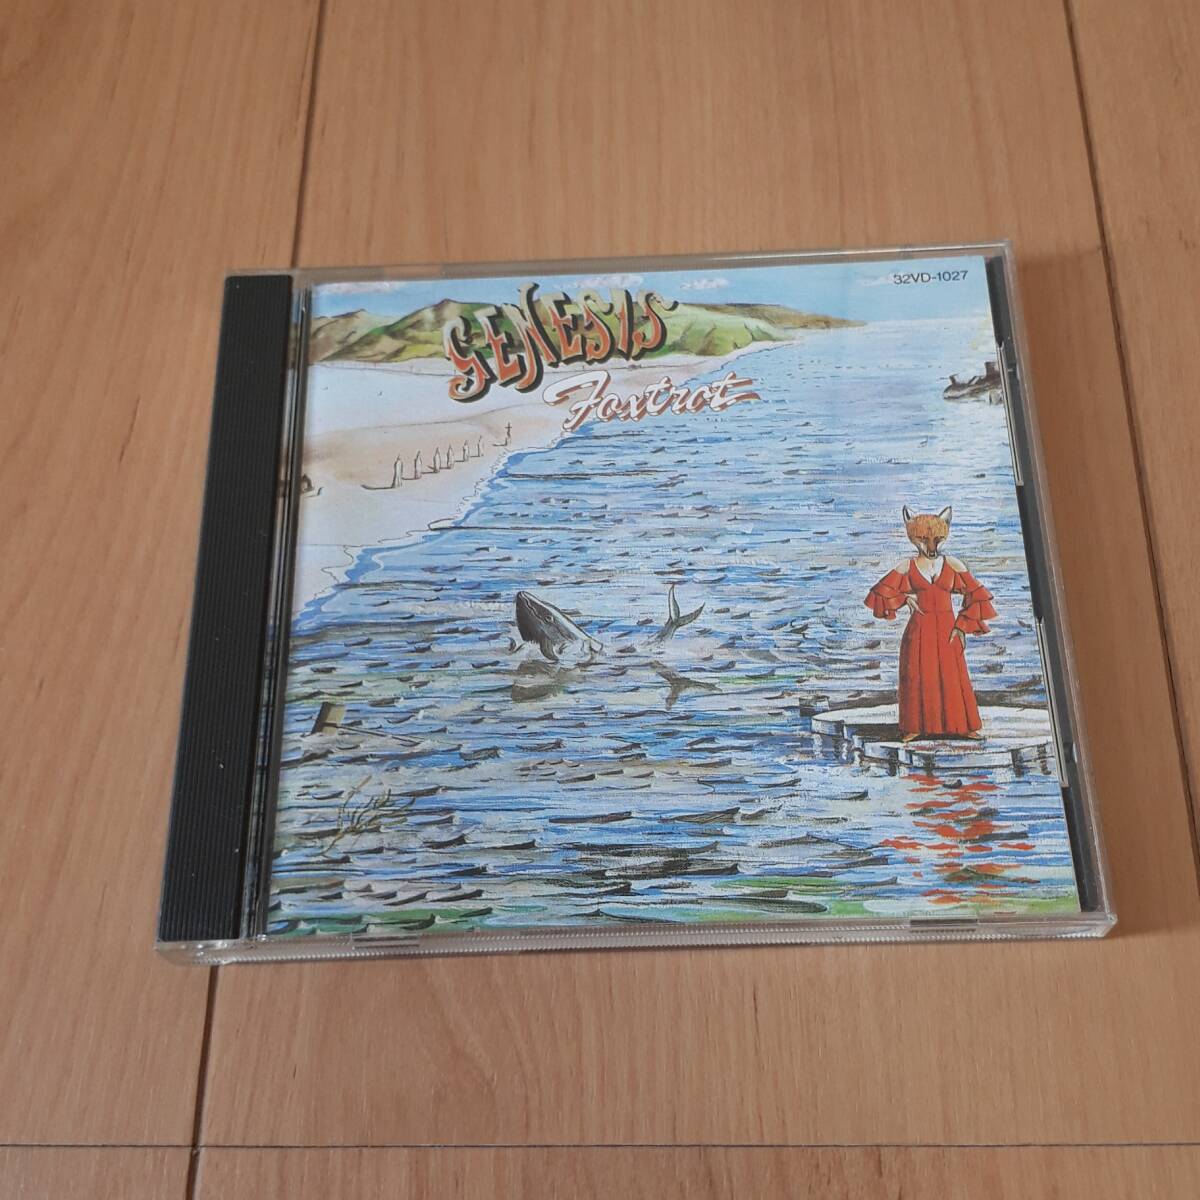 32VD-1027
GENESIS
Foxtrot